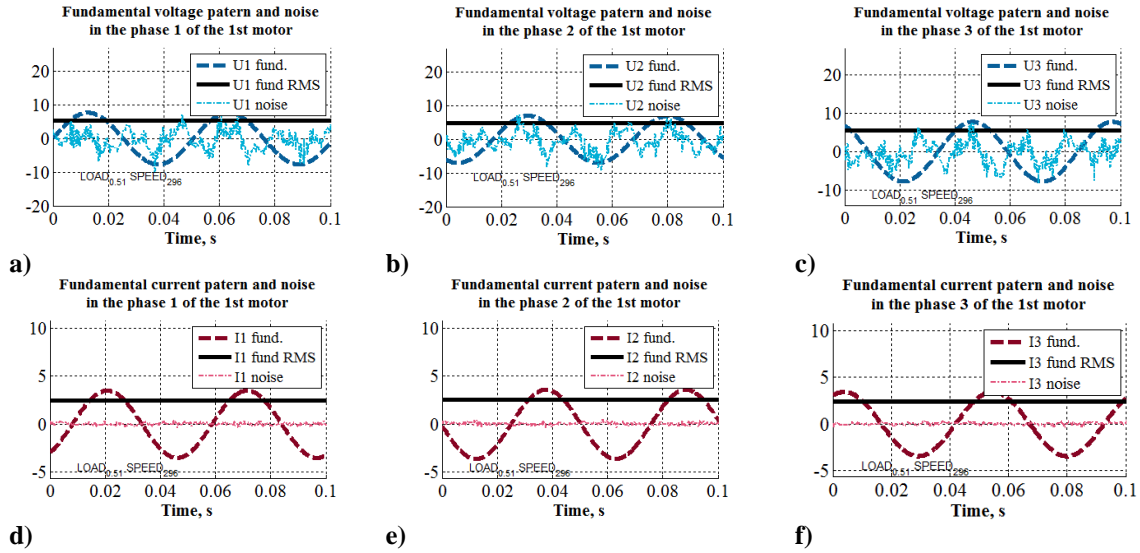 Fundamental voltage patern and noise
in the phase 1 of the 1st motor
U1 fund.
U1 fund RMS
U1 noise
20
10
0
-10
-20
LOAD0.51 SPEED296
0 0.02 0.04 0.06 0.08 0.1
Time, s
a)
Fundamental voltage patern and noise
in the phase 2 of the 1st motor
U2 fund.
U2 fund RMS
U2 noise
20
10
0
-10
-20
LOAD0.51 SPEED296
0 0.02 0.04 0.06 0.08 0.1
Time, s
b)
Fundamental voltage patern and noise
in the phase 3 of the 1st motor
U3 fund.
U3 fund RMS
U3 noise
20
10
0
-10
LOAD0.51 SPEED296
0 0.02 0.04 0.06 0.08 0.1
Time, s
c)
Fundamental current patern and noise
in the phase 1 of the 1st motor
I1 fund.
I1 fund RMS
I1 noise
10
5
0
-5
LOAD0.51 SPEED296
0 0.02 0.04 0.06 0.08 0.1
Time, s
d)
Fundamental current patern and noise
in the phase 2 of the 1st motor
I2 fund.
I2 fund RMS
I2 noise
10
5
0
-5
LOAD0.51 SPEED296
0 0.02 0.04 0.06 0.08 0.1
Time, s
e)
Fundamental current patern and noise
in the phase 3 of the 1st motor
I3 fund.
I3 fund RMS
I3 noise
10
5
0
-5
LOAD0.51 SPEED296
0 0.02 0.04 0.06 0.08 0.1
Time, s
f)